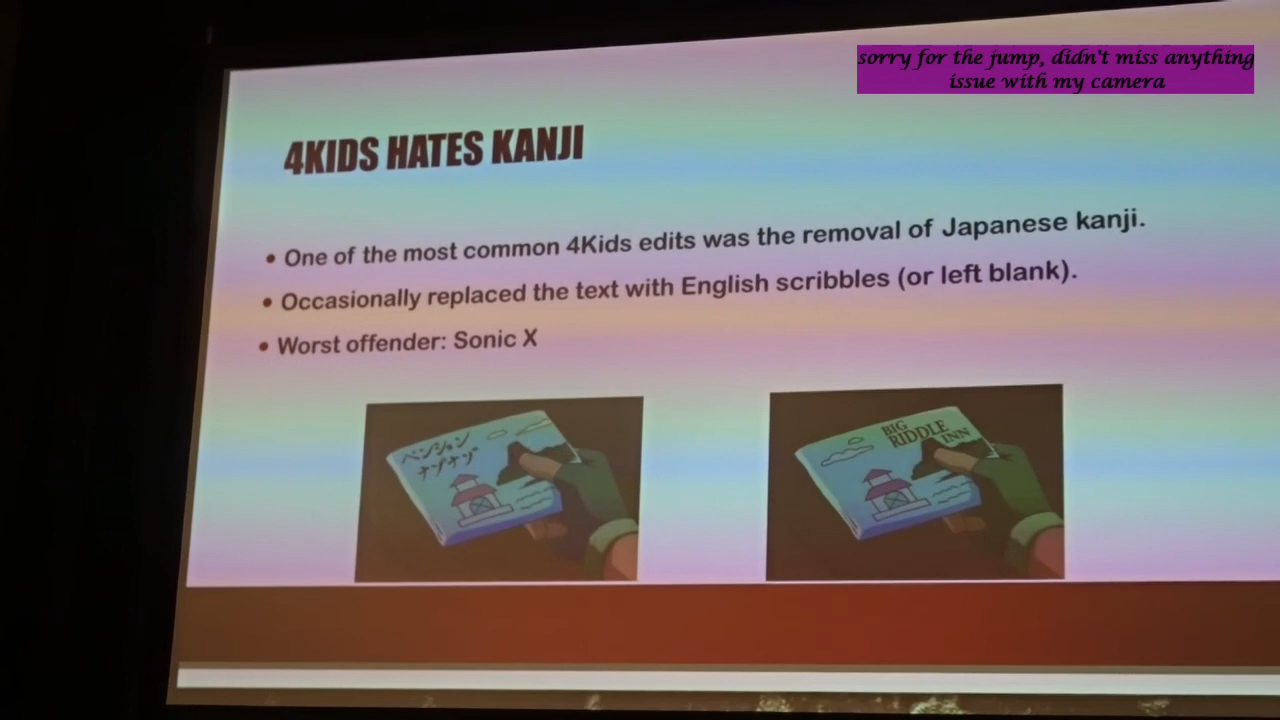 sorry for the jump, didn't miss anything
issue with my camera
4KIDS HATES KANJI
• One of the most common 4Kids edits was the removal of Japanese kanji.
• Occasionally replaced the text with English scribbles (or left blank).
• Worst offender: Sonic X
ペンション
ナゾナゾ
BIG
RIDDLE
INN